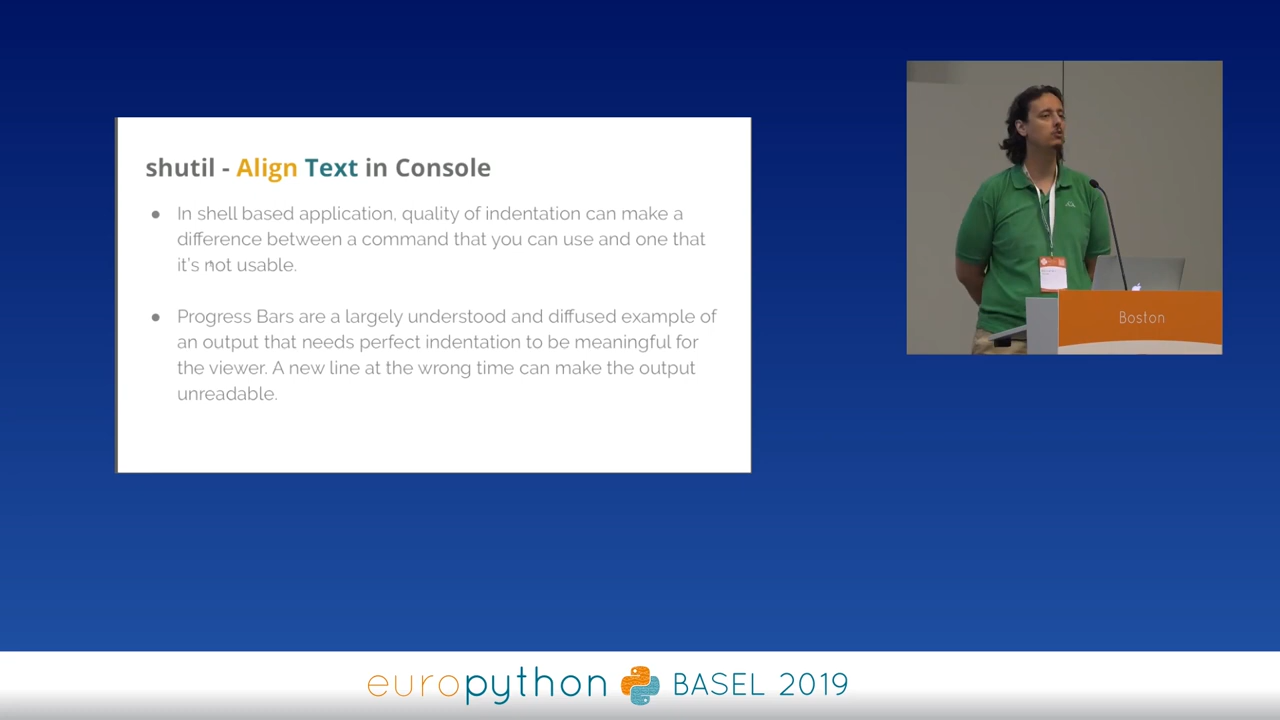 shutil - Align Text in Console
● In shell based application, quality of indentation can make a
difference between a command that you can use and one that
it's not usable.
● Progress Bars are a largely understood and diffused example of
an output that needs perfect indentation to be meaningful for
the viewer. A new line at the wrong time can make the output
unreadable.
Boston
europython BASEL 2019